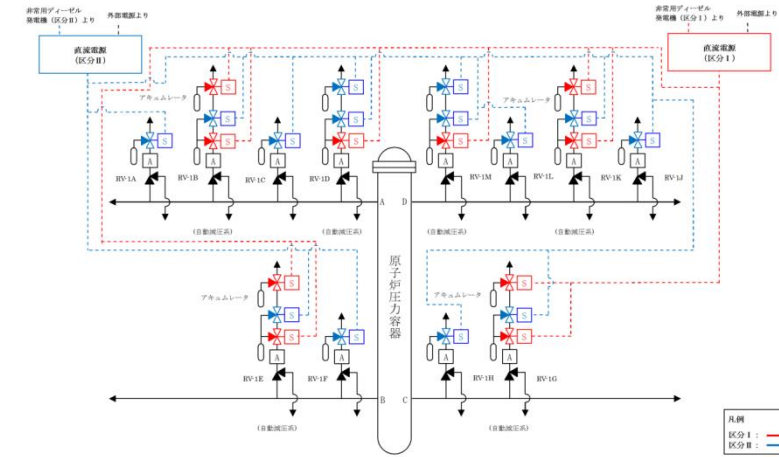 非常用ディーゼル
発電機(区分Ⅱ)より
外部電源より
直流電源
(区分Ⅱ)
非常用ディーゼル
発電機(区分Ⅰ)より
外部電源より
直流電源
(区分Ⅰ)
S
S
S
S
アキュムレータ
S
S
S
S
アキュムレータ
S
S
S
S
S
S
S
S
A
A
A
A
A
A
A
A
RV-1A
RV-1B
RV-1C
RV-1D
RV-1M
RV-1L
RV-1K
RV-1J
A
D
(自動減圧系)
(自動減圧系)
(自動減圧系)
(自動減圧系)
原子炉圧力容器
S
S
アキュムレータ
アキュムレータ
S
S
S
S
S
S
A
A
A
A
RV-1E
RV-1F
RV-1H
RV-1G
B
C
(自動減圧系)
(自動減圧系)
凡例
区分Ⅰ:
区分Ⅱ: